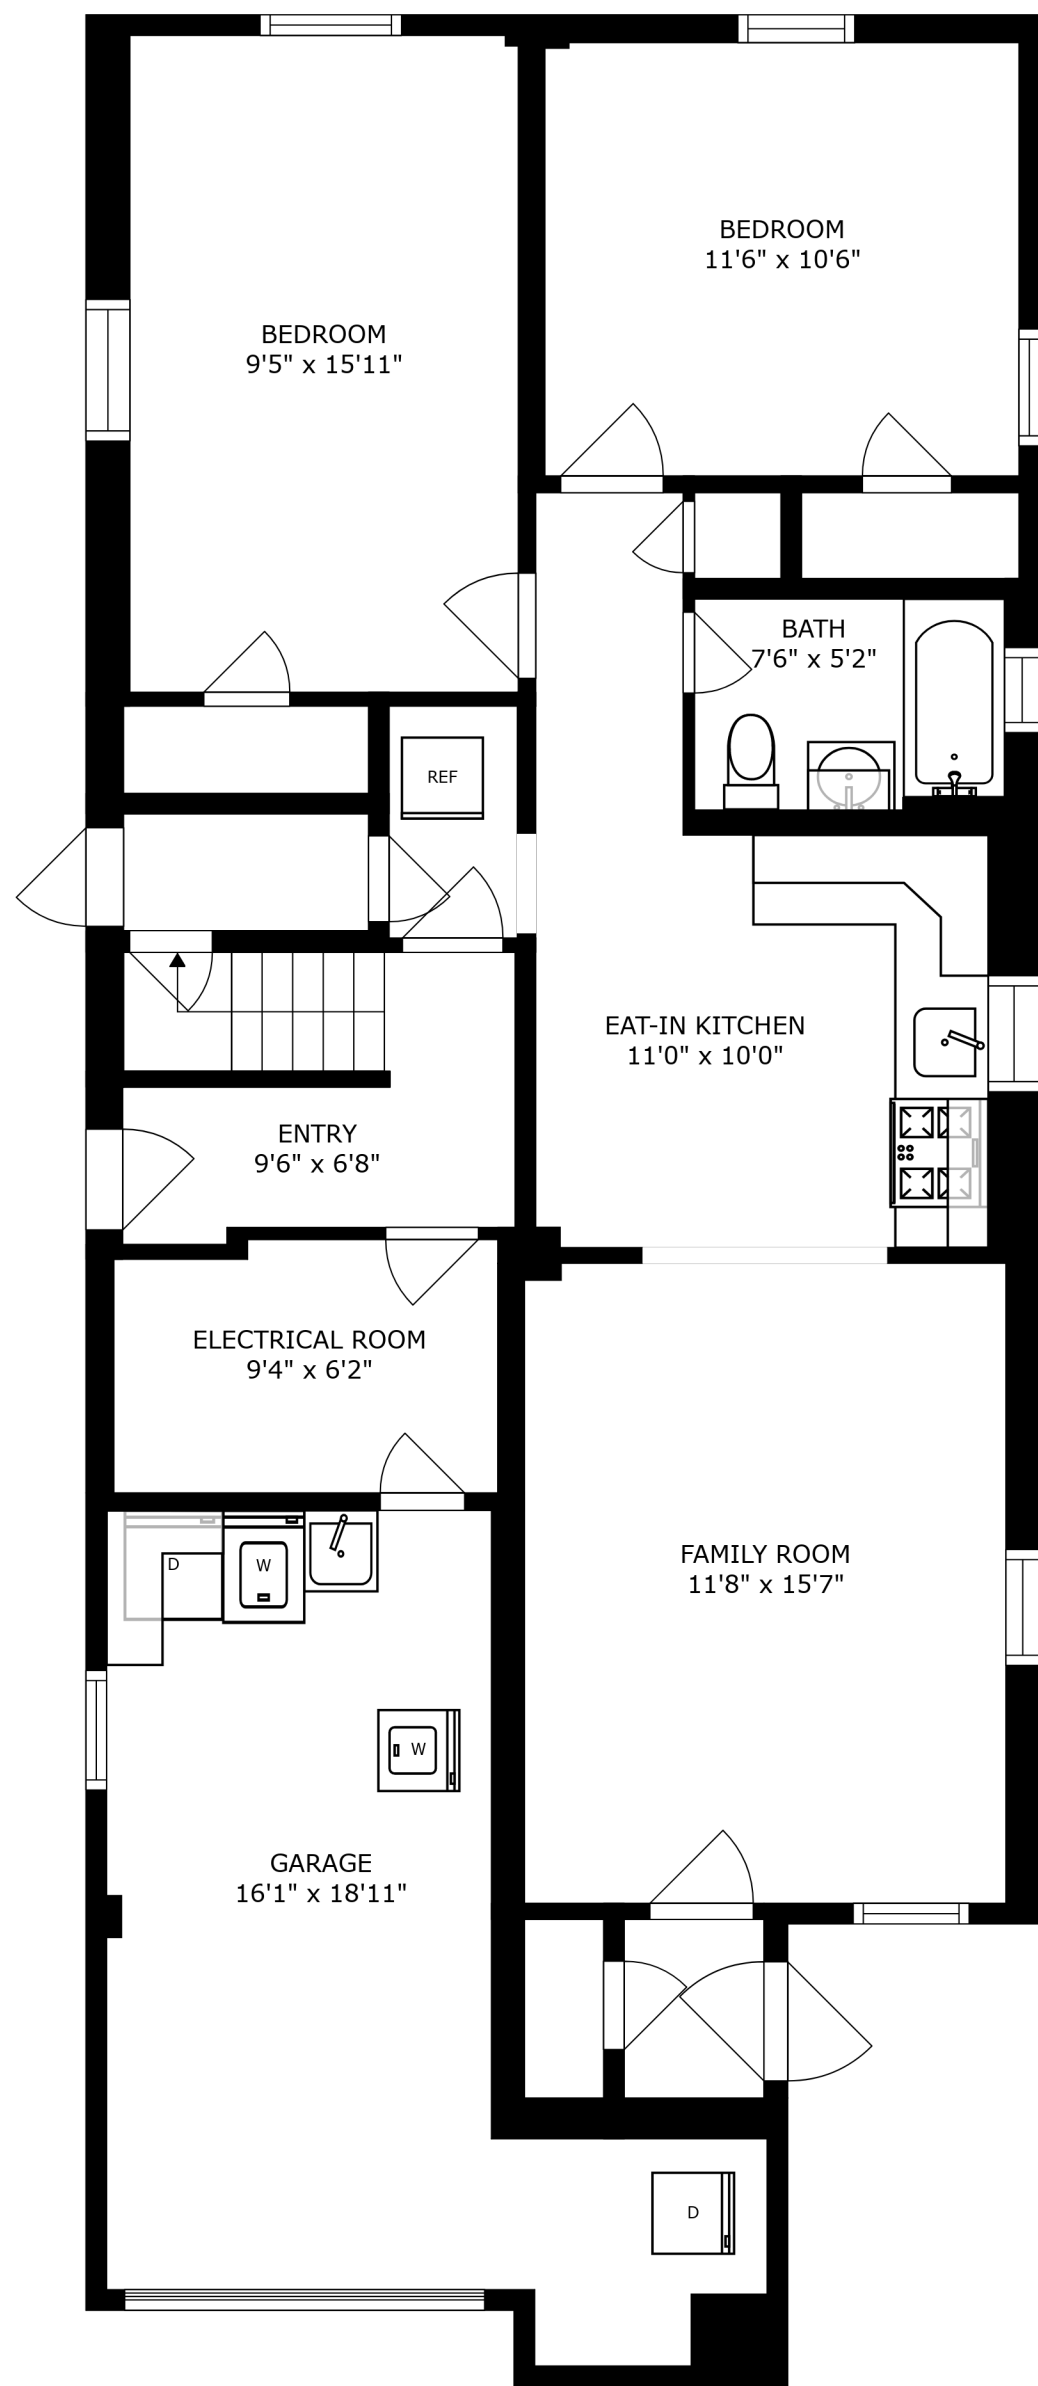 BEDROOM
11'6" x 10'6"
BEDROOM
9'5" x 15'11"
BATH
7'6" x 5'2"
REF
EAT-IN KITCHEN
11'0" x 10'0"
ENTRY
9'6" x 6'8"
ELECTRICAL ROOM
9'4" x 6'2"
FAMILY ROOM
11'8" x 15'7"
D
W
W
GARAGE
16'1" x 18'11"
D